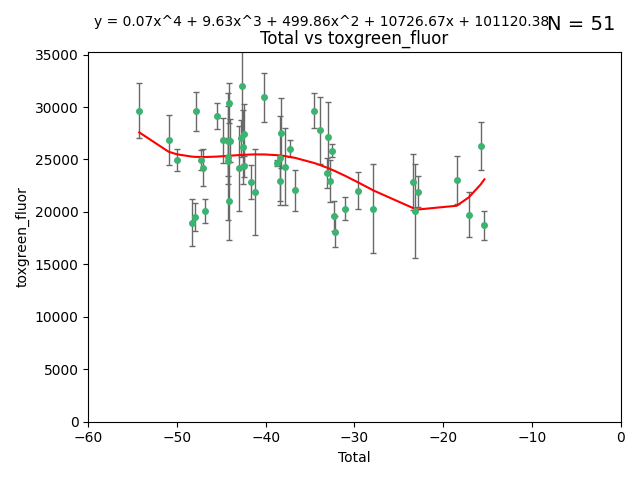 y = 0.07x^4 + 9.63x^3 + 499.86x^2 + 10726.67x + 101120.38
N = 51
Total vs toxgreen_fluor
35000
30000
25000
20000
15000
10000
5000
0
toxgreen_fluor
−60 −50 −40 −30 −20 −10 0
Total